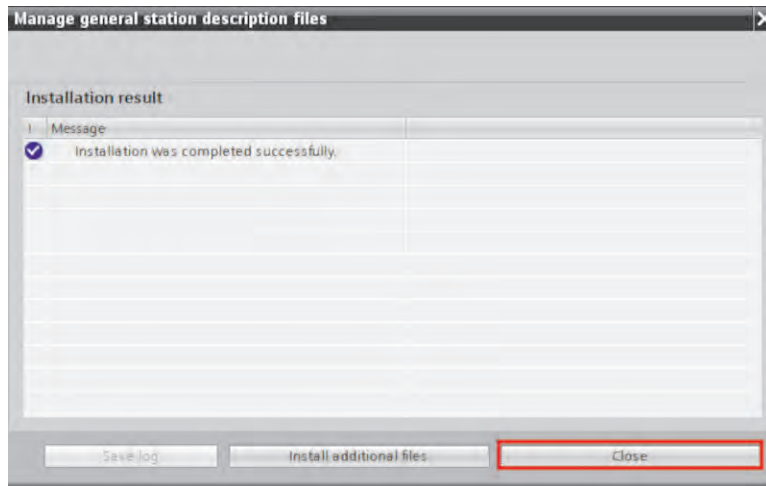 Manage general station description files
Installation result
! Message
Installation was completed successfully.
Save log Install additional files Close